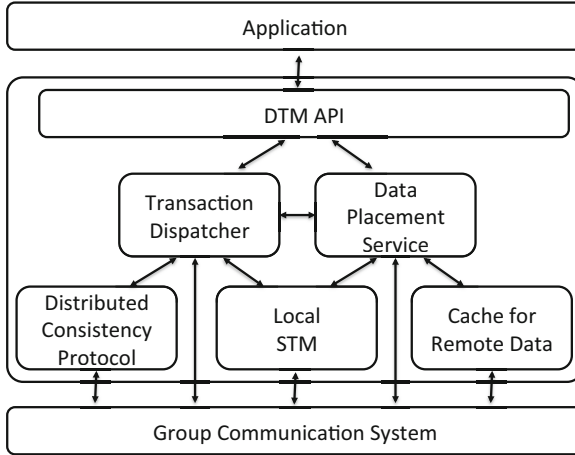 Application
DTM API
Transaction
Dispatcher
Data
Placement
Service
Distributed
Consistency
Protocol
Local
STM
Cache for
Remote Data
Group Communication System